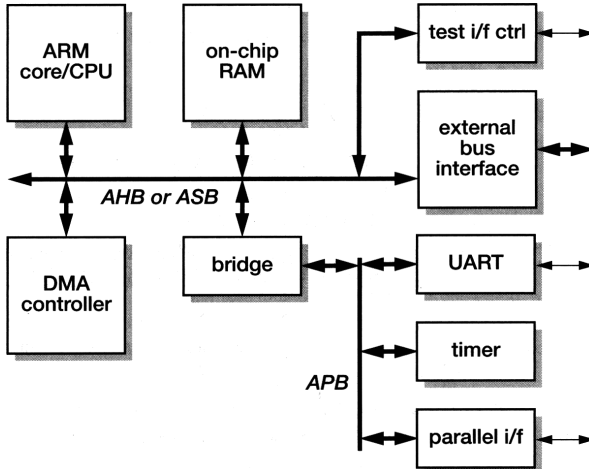 ARM
core/CPU
on-chip
RAM
test i/f ctrl
external
bus
interface
AHB or ASB
DMA
controller
bridge
UART
timer
APB
parallel i/f